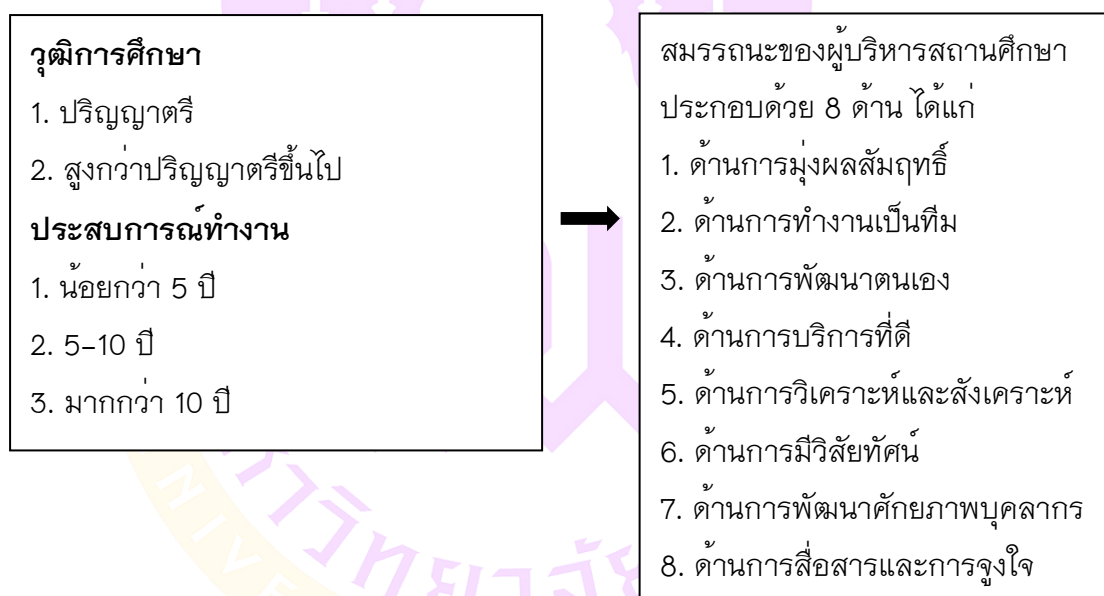 วุฒิการศึกษา
1. ปริญญาตรี
2. สูงกว่าปริญญาตรีขึ้นไป
ประสบการณ์ทำงาน
1. น้อยกว่า 5 ปี
2. 5–10 ปี
3. มากกว่า 10 ปี
สมรรถนะของผู้บริหารสถานศึกษา
ประกอบด้วย 8 ด้าน ได้แก่
1. ด้านการมุ่งผลสัมฤทธิ์
2. ด้านการทำงานเป็นทีม
3. ด้านการพัฒนาตนเอง
4. ด้านการบริการที่ดี
5. ด้านการวิเคราะห์และสังเคราะห์
6. ด้านการมีวิสัยทัศน์
7. ด้านการพัฒนาศักยภาพบุคลากร
8. ด้านการสื่อสารและการจูงใจ